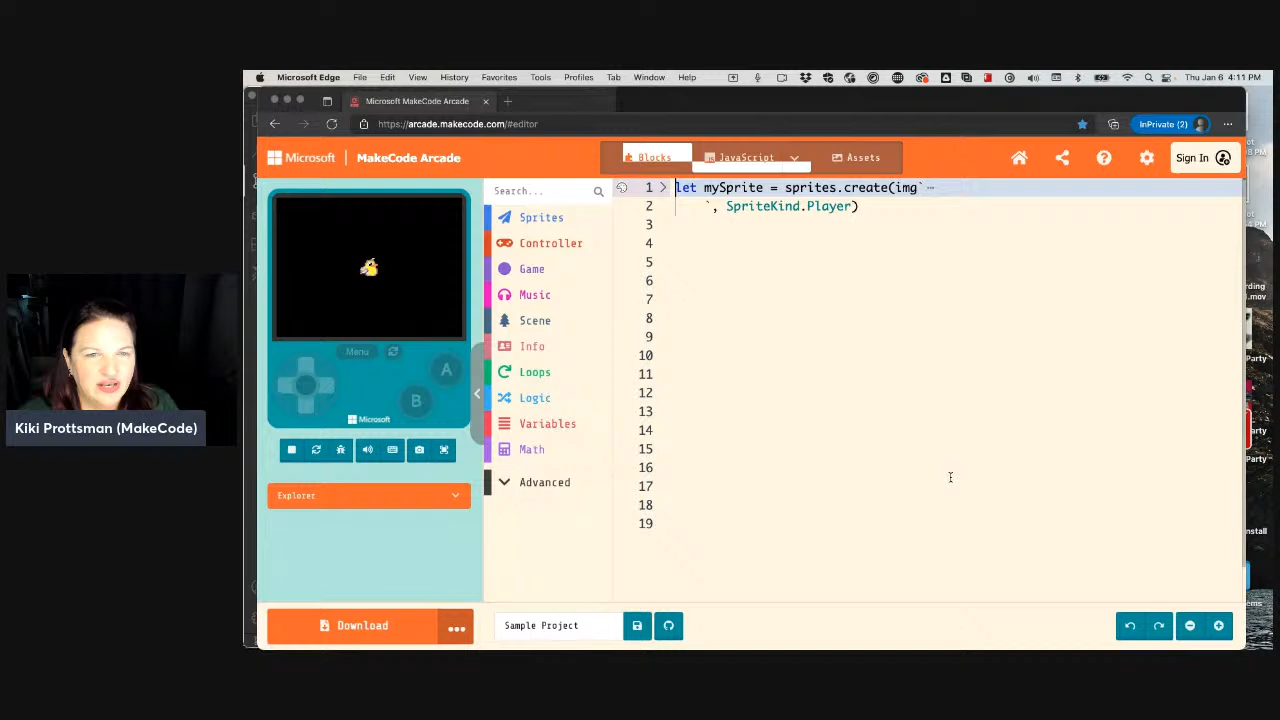 Microsoft Edge File Edit View History Favorites Tools Profiles Tab Window Help Thu Jan 6 4:11 PM
Microsoft MakeCode Arcade
https://arcade.makecode.com/#editor
InPrivate (2)
Microsoft MakeCode Arcade
Blocks
JavaScript
Assets
Sign In
Search...
Sprites
Controller
Game
Music
Scene
Info
Loops
Logic
Variables
Math
Advanced
1 let mySprite = sprites.create(img`
2 `, SpriteKind.Player)
3
4
5
6
7
8
9
10
11
12
13
14
15
16
17
18
19
Menu
A
B
Microsoft
Explorer
Kiki Prottsman (MakeCode)
Download
Sample Project
Party
Party
Party